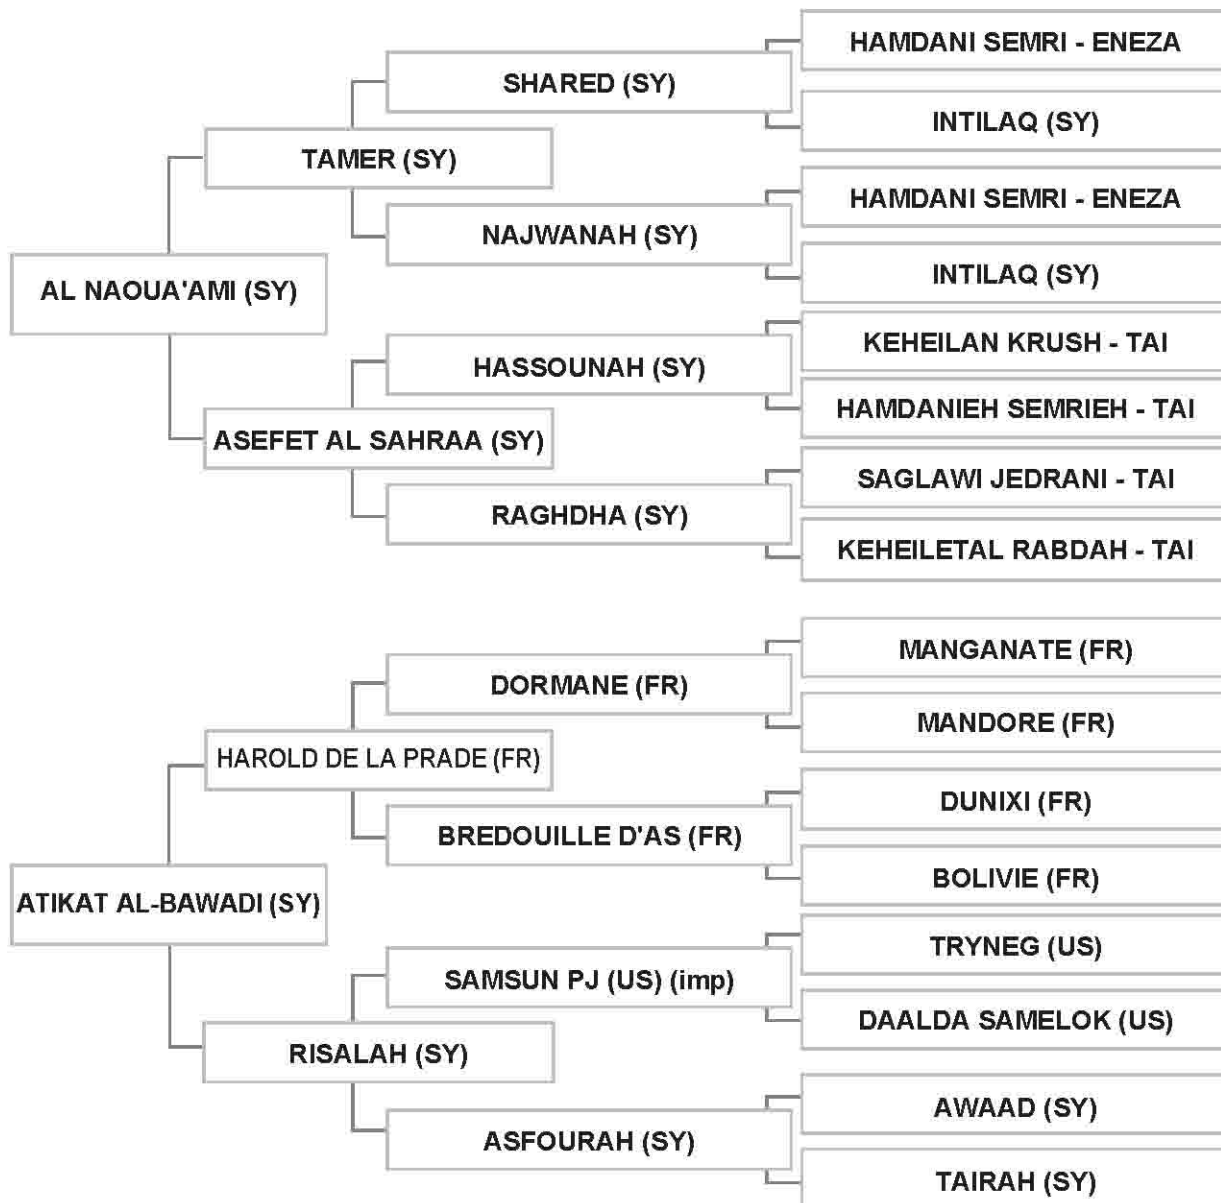 HAMDANI SEMRI - ENEZA
SHARED (SY)
INTILAQ (SY)
TAMER (SY)
HAMDANI SEMRI - ENEZA
NAJWANAH (SY)
INTILAQ (SY)
AL NAOUA'AMI (SY)
KEHEILAN KRUSH - TAI
HASSOUNAH (SY)
HAMDANIEH SEMRIEH - TAI
ASEFET AL SAHRAA (SY)
SAGLAWI JEDRANI - TAI
RAGHDHA (SY)
KEHEILETAL RABDAH - TAI
MANGANATE (FR)
DORMANE (FR)
MANDORE (FR)
HAROLD DE LA PRADE (FR)
DUNIXI (FR)
BREDOUILLE D'AS (FR)
BOLIVIE (FR)
ATIKAT AL-BAWADI (SY)
TRYNEG (US)
SAMSUN PJ (US) (imp)
DAALDA SAMELOK (US)
RISALAH (SY)
AWAAD (SY)
ASFOURAH (SY)
TAIRAH (SY)